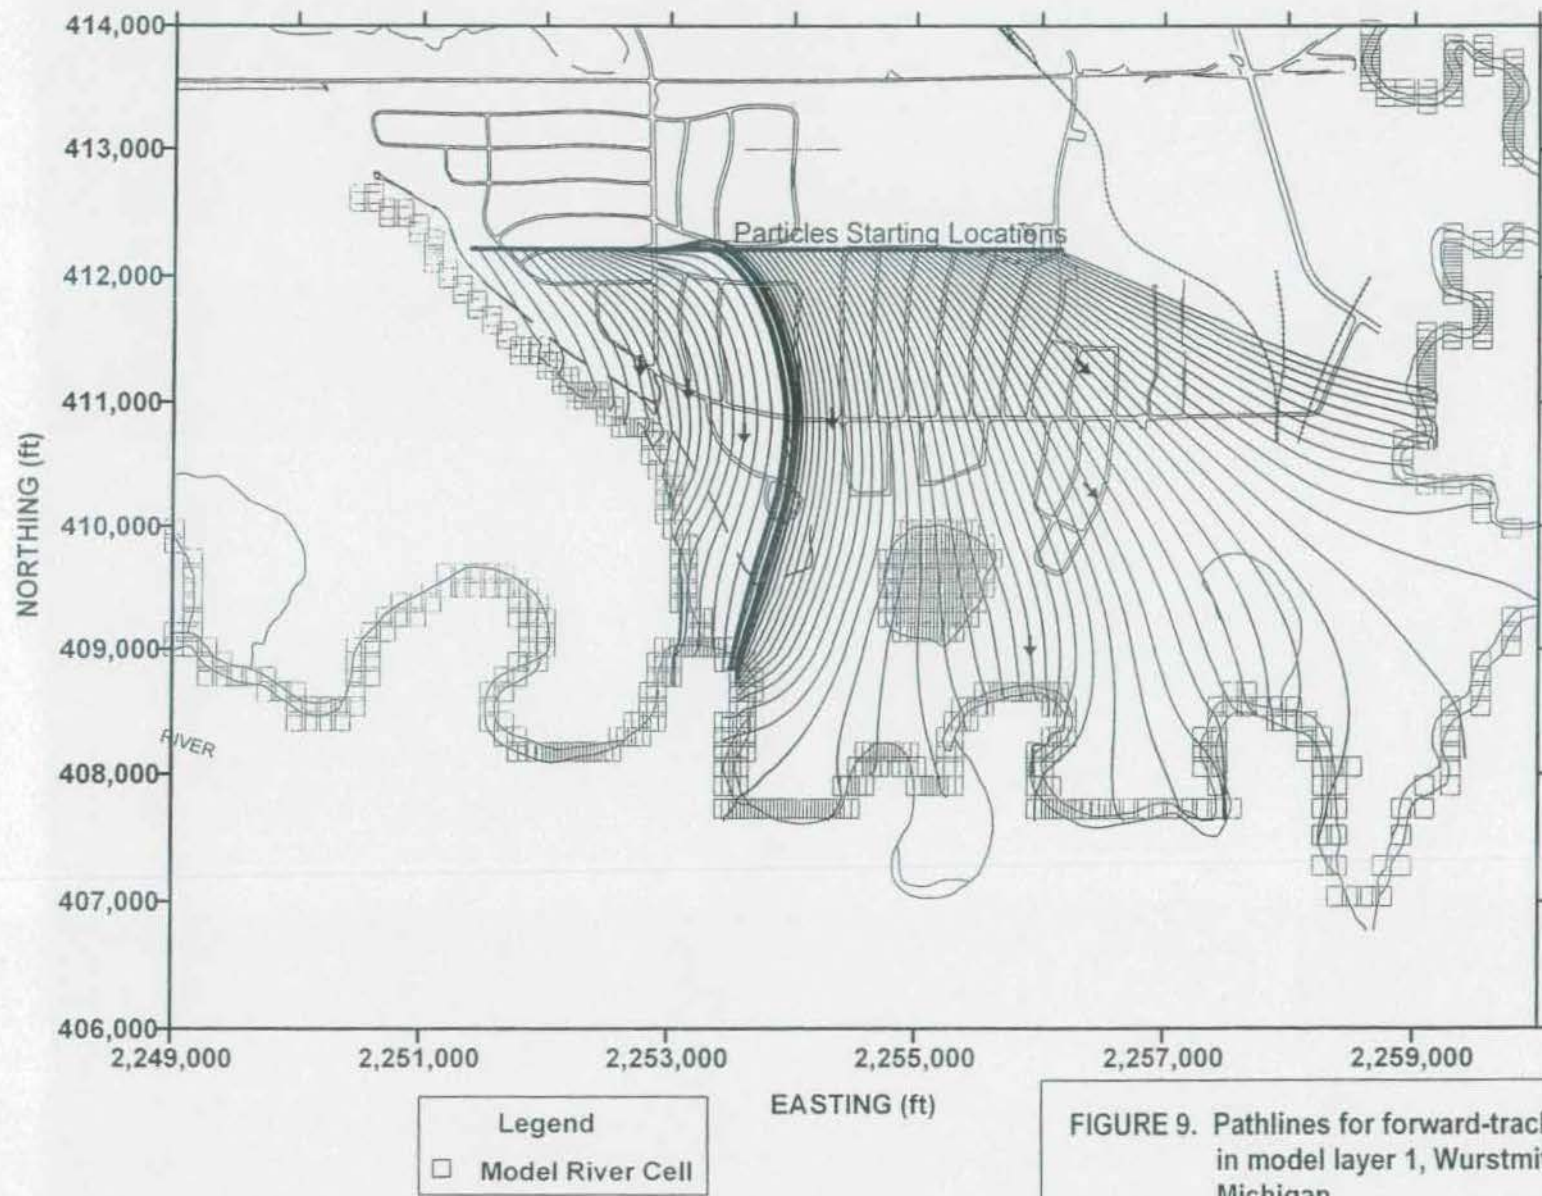 414,000
413,000
412,000
411,000
410,000
409,000
408,000
407,000
406,000
NORTHING (ft)
Particles Starting Locations
RIVER
2,249,000
2,251,000
2,253,000
2,255,000
2,257,000
2,259,000
EASTING (ft)
Legend
Model River Cell
FIGURE 9. Pathlines for forward-trac
in model layer 1, Wurstmi
Michigan